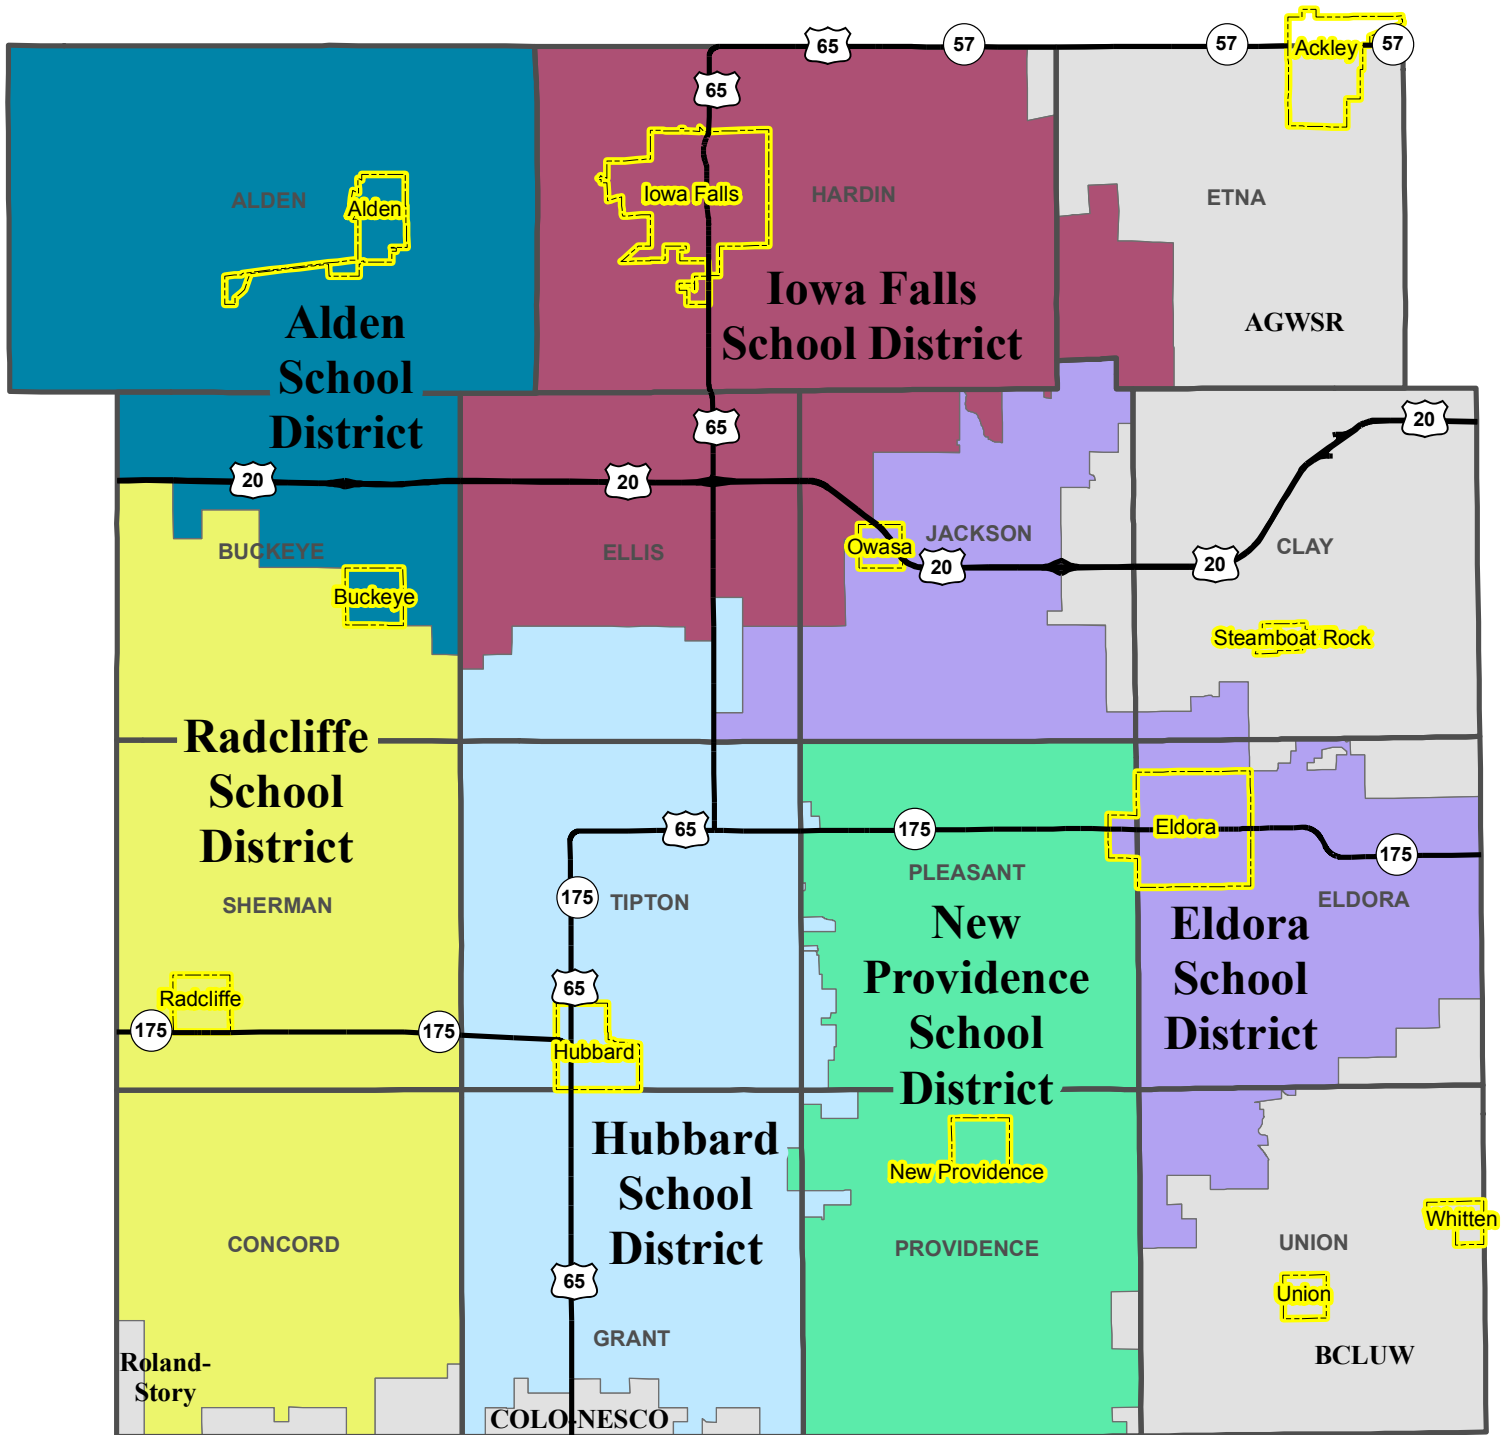 65
57
57
Ackley
57
65
ALDEN
Alden
Iowa Falls
HARDIN
ETNA
Alden
School
District
Iowa Falls
School District
AGWSR
65
20
20
20
BUCKEYE
ELLIS
Owasa
JACKSON
20
20
CLAY
Buckeye
Steamboat Rock
Radcliffe
School
District
65
175
Eldora
175
PLEASANT
SHERMAN
175
TIPTON
ELDORA
New
Providence
School
District
Eldora
School
District
Radcliffe
65
175
175
Hubbard
Hubbard
School
District
New Providence
Whitten
CONCORD
PROVIDENCE
UNION
65
Union
GRANT
Roland-
Story
BCLUW
COLO-NESCO